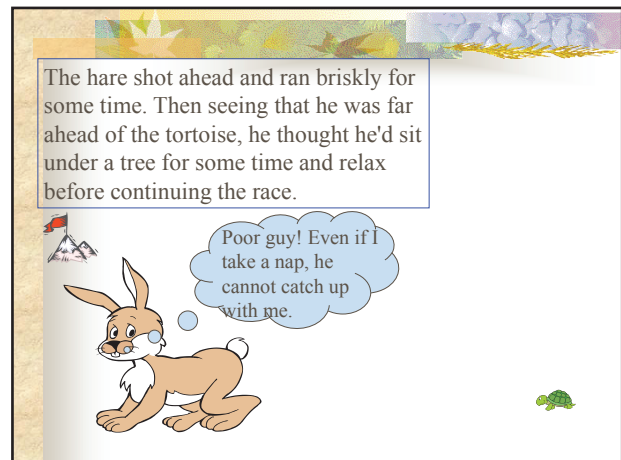 The hare shot ahead and ran briskly for
some time. Then seeing that he was far
ahead of the tortoise, he thought he'd sit
under a tree for some time and relax
before continuing the race.
Poor guy! Even if I
take a nap, he
cannot catch up
with me.